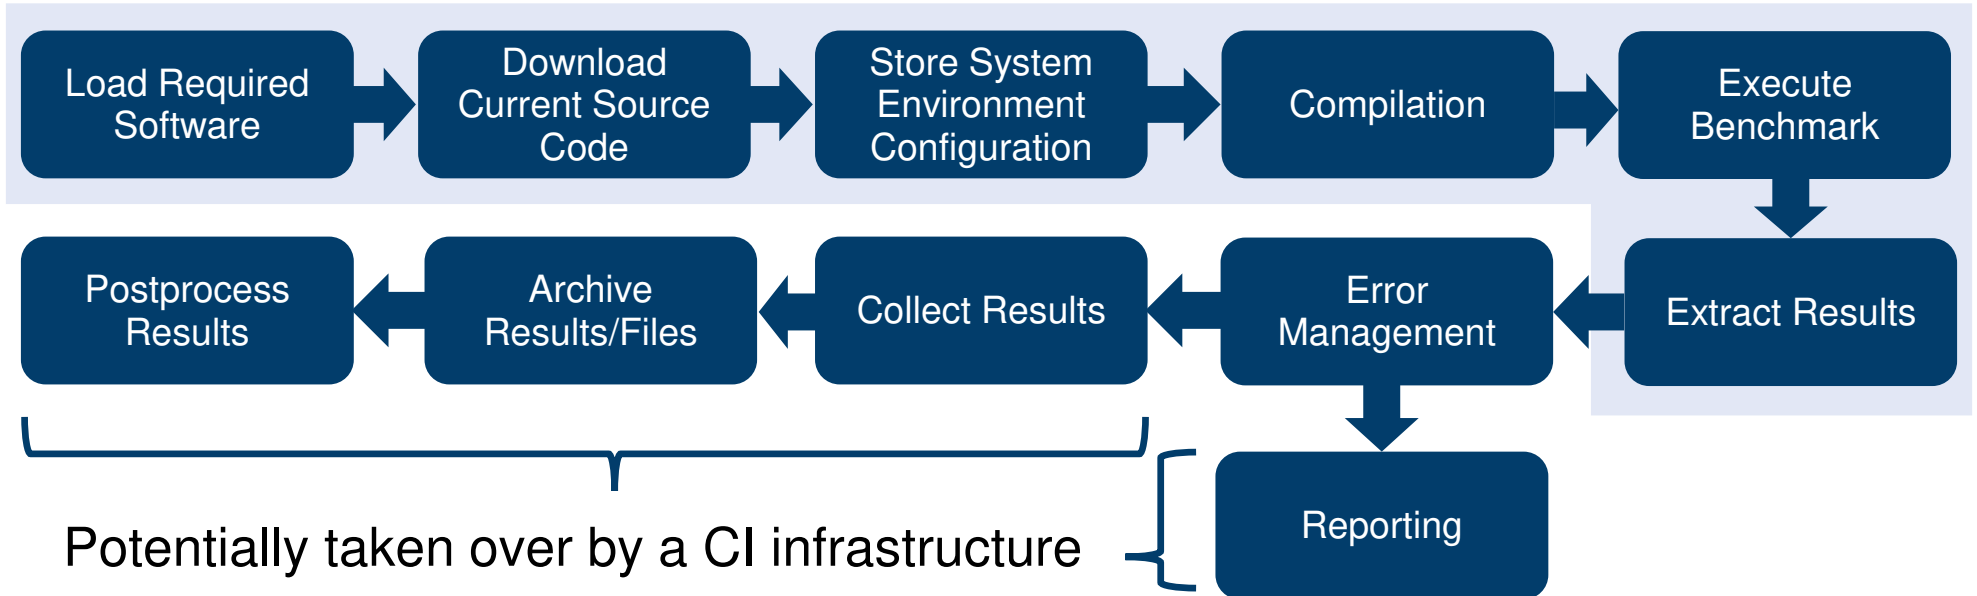 Load Required
Software
Download
Current Source
Code
Store System
Environment
Configuration
Compilation
Execute
Benchmark
Postprocess
Results
Archive
Results/Files
Collect Results
Error
Management
Extract Results
Reporting
Potentially taken over by a CI infrastructure